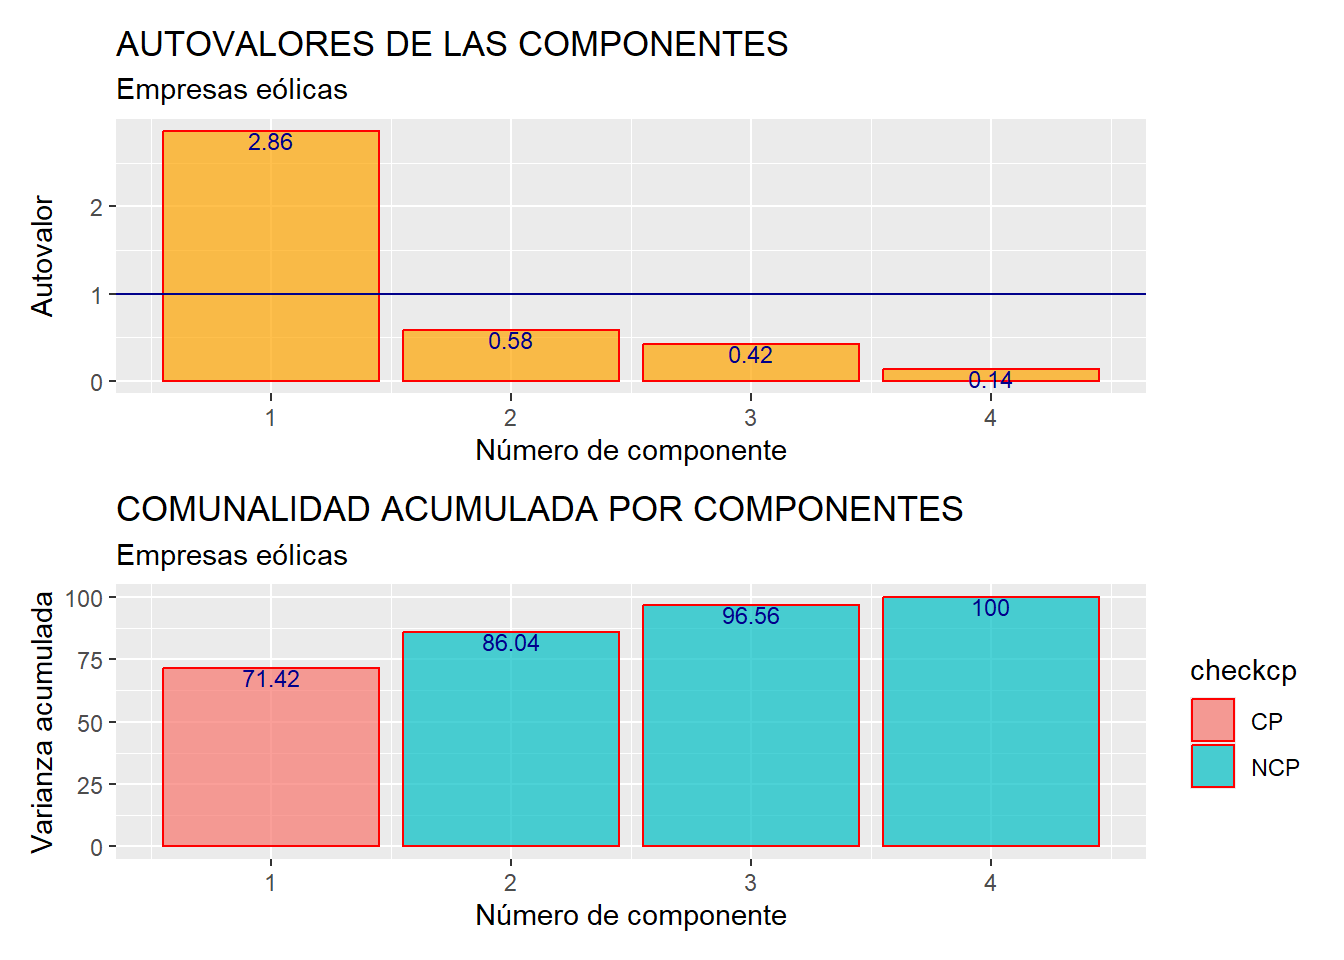 AUTOVALORES DE LAS COMPONENTES
Empresas eólicas
Autovalor
2
1
0
2.86
0.58
0.42
0.14
1 2 3 4
Número de componente
COMUNALIDAD ACUMULADA POR COMPONENTES
Empresas eólicas
Varianza acumulada
100
75
50
25
0
71.42
86.04
96.56
100
1 2 3 4
Número de componente
checkcp
CP
NCP